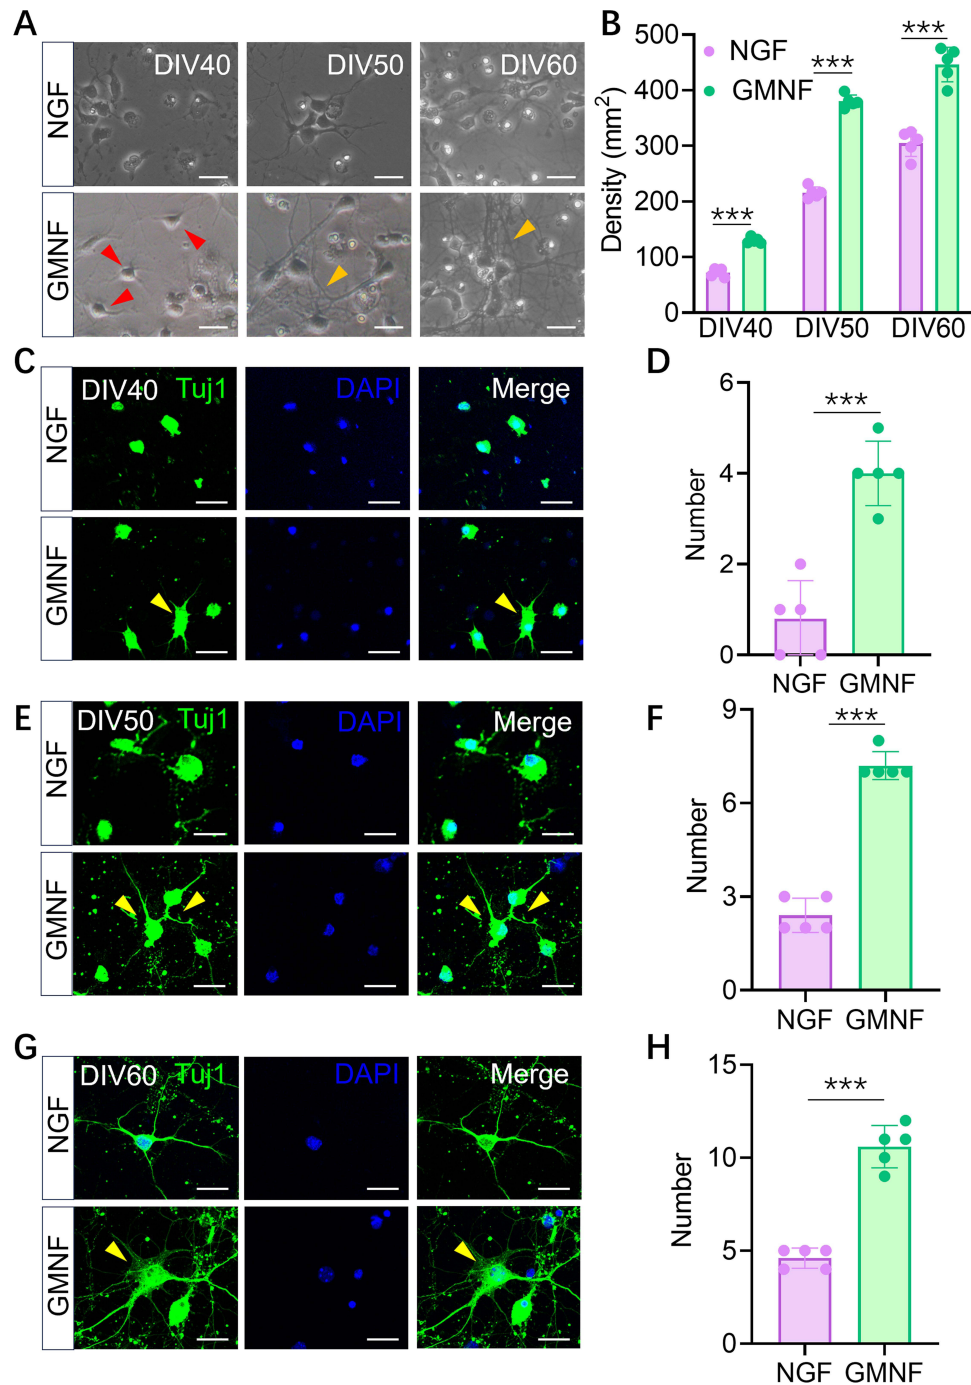 A
DIV40
DIV50
DIV60
NGF
GMNF
B
Density (mm²)
500
400
300
200
100
0
NGF
GMNF
***
***
***
DIV40
DIV50
DIV60
C
DIV40
Tuj1
DAPI
Merge
NGF
GMNF
D
Number
6
4
2
0
***
NGF
GMNF
E
DIV50
Tuj1
DAPI
Merge
NGF
GMNF
F
Number
9
6
3
0
***
NGF
GMNF
G
DIV60
Tuj1
DAPI
Merge
NGF
GMNF
H
Number
15
10
5
0
***
NGF
GMNF